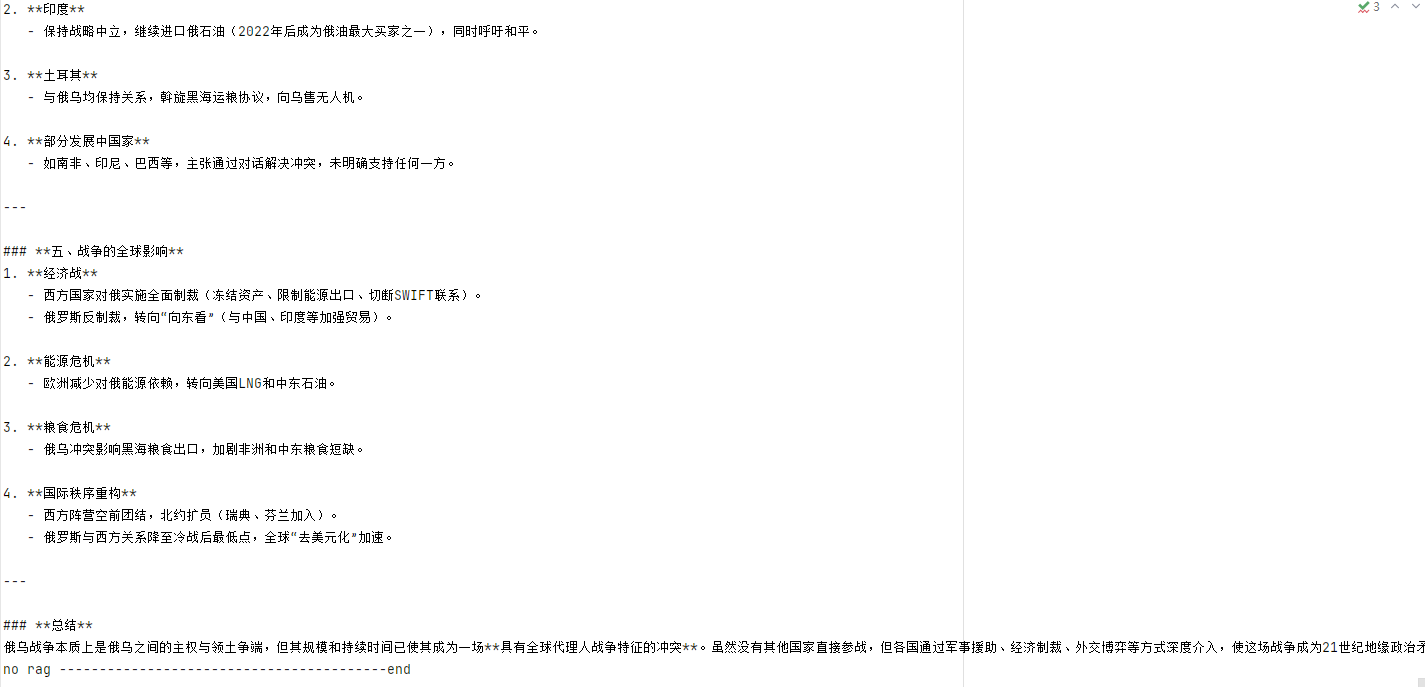 3
2. **印度**
- 保持战略中立，继续进口俄石油（2022年后成为俄油最大买家之一），同时呼吁和平。
3. **土耳其**
- 与俄乌均保持关系，斡旋黑海运粮协议，向乌售无人机。
4. **部分发展中国家**
- 如南非、印尼、巴西等，主张通过对话解决冲突，未明确支持任何一方。
---
### **五、战争的全球影响**
1. **经济战**
- 西方国家对俄实施全面制裁（冻结资产、限制能源出口、切断SWIFT联系）。
- 俄罗斯反制裁，转向“向东看”（与中国、印度等加强贸易）。
2. **能源危机**
- 欧洲减少对俄能源依赖，转向美国LNG和中东石油。
3. **粮食危机**
- 俄乌冲突影响黑海粮食出口，加剧非洲和中东粮食短缺。
4. **国际秩序重构**
- 西方阵营空前团结，北约扩员（瑞典、芬兰加入）。
- 俄罗斯与西方关系降至冷战后最低点，全球“去美元化”加速。
---
### **总结**
俄乌战争本质上是俄乌之间的主权与领土争端，但其规模和持续时间已使其成为一场**具有全球代理人战争特征的冲突**。虽然没有其他国家直接参战，但各国通过军事援助、经济制裁、外交博弈等方式深度介入，使这场战争成为21世纪地缘政治
no rag -----------------------------------------end